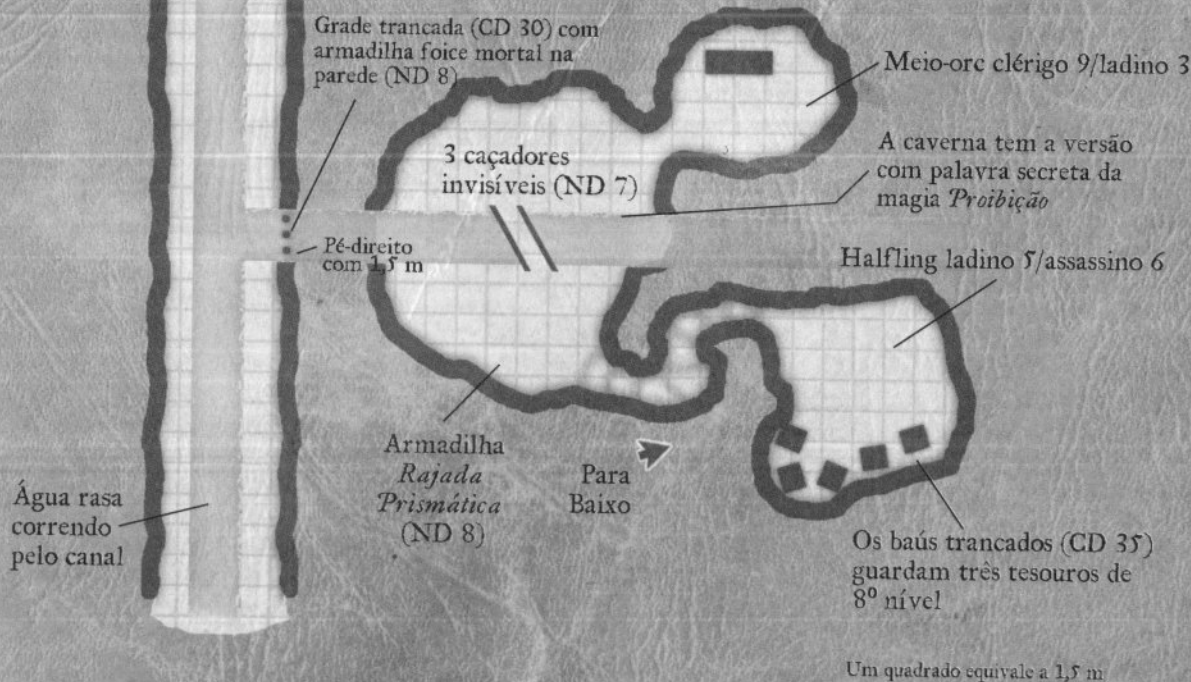 Grade trancada (CD 30) com
armadilha foice mortal na
parede (ND 8)
Meio-orc clérigo 9/ladino 3
3 caçadores
invisíveis (ND 7)
A caverna tem a versão
com palavra secreta da
magia Proibição
Pé-direito
com 1,5 m
Halfling ladino 5/assassino 6
Armadilha
Rajada
Prismática
(ND 8)
Para
Baixo
Água rasa
correndo
pelo canal
Os baús trancados (CD 35)
guardam três tesouros de
8º nível
Um quadrado equivale a 1,5 m